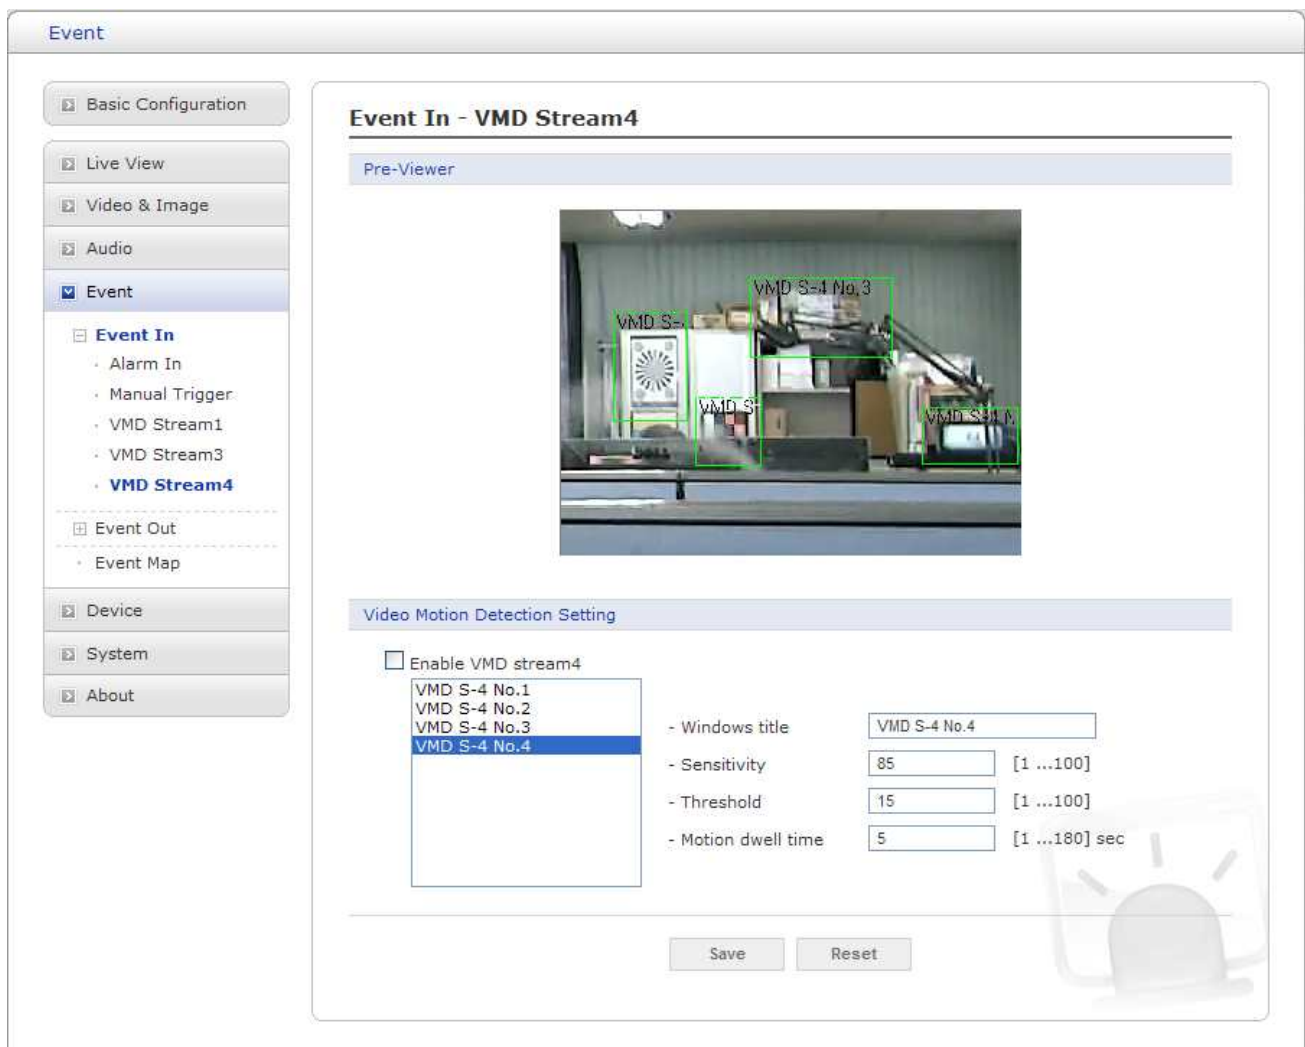 Event
Basic Configuration
Live View
Video & Image
Audio
Event
Event In
Alarm In
Manual Trigger
VMD Stream1
VMD Stream3
VMD Stream4
Event Out
Event Map
Device
System
About
Event In - VMD Stream4
Pre-Viewer
VMD S-4 No,3
VMD S-
VMD S
VMD S-4 N
Video Motion Detection Setting
Enable VMD stream4
VMD S-4 No.1
VMD S-4 No.2
VMD S-4 No.3
VMD S-4 No.4
- Windows title VMD S-4 No.4
- Sensitivity 85 [1 ...100]
- Threshold 15 [1 ...100]
- Motion dwell time 5 [1 ...180] sec
Save Reset